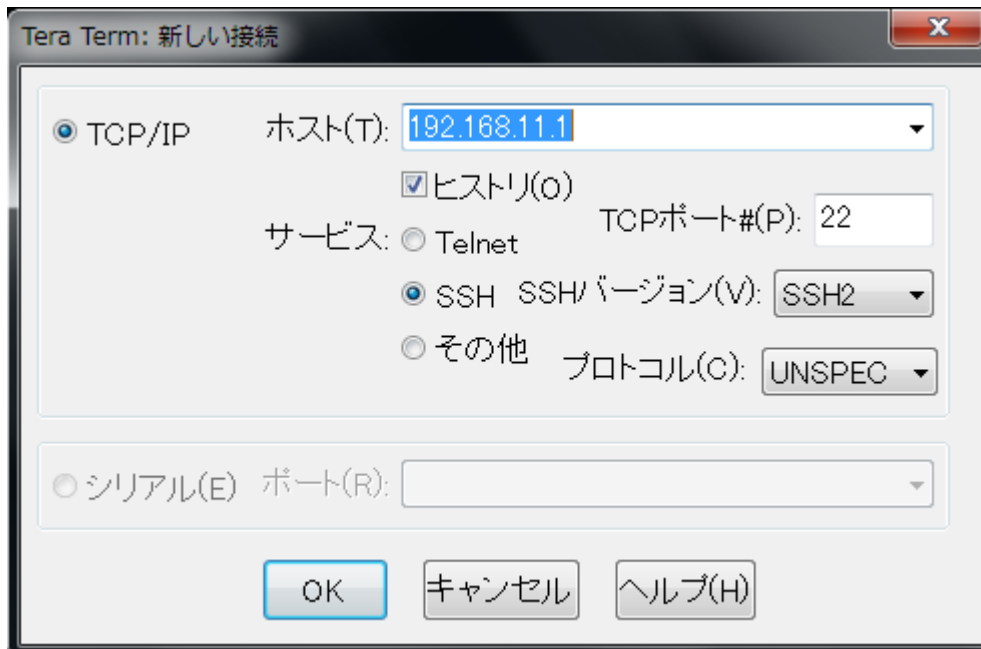 Tera Term: 新しい接続
TCP/IP ホスト(T): 192.168.11.1
ヒストリ(O)
サービス: Telnet TCPポート#(P): 22
SSH SSHバージョン(V): SSH2
その他 プロトコル(C): UNSPEC
シリアル(E) ポート(R):
OK キャンセル ヘルプ(H)